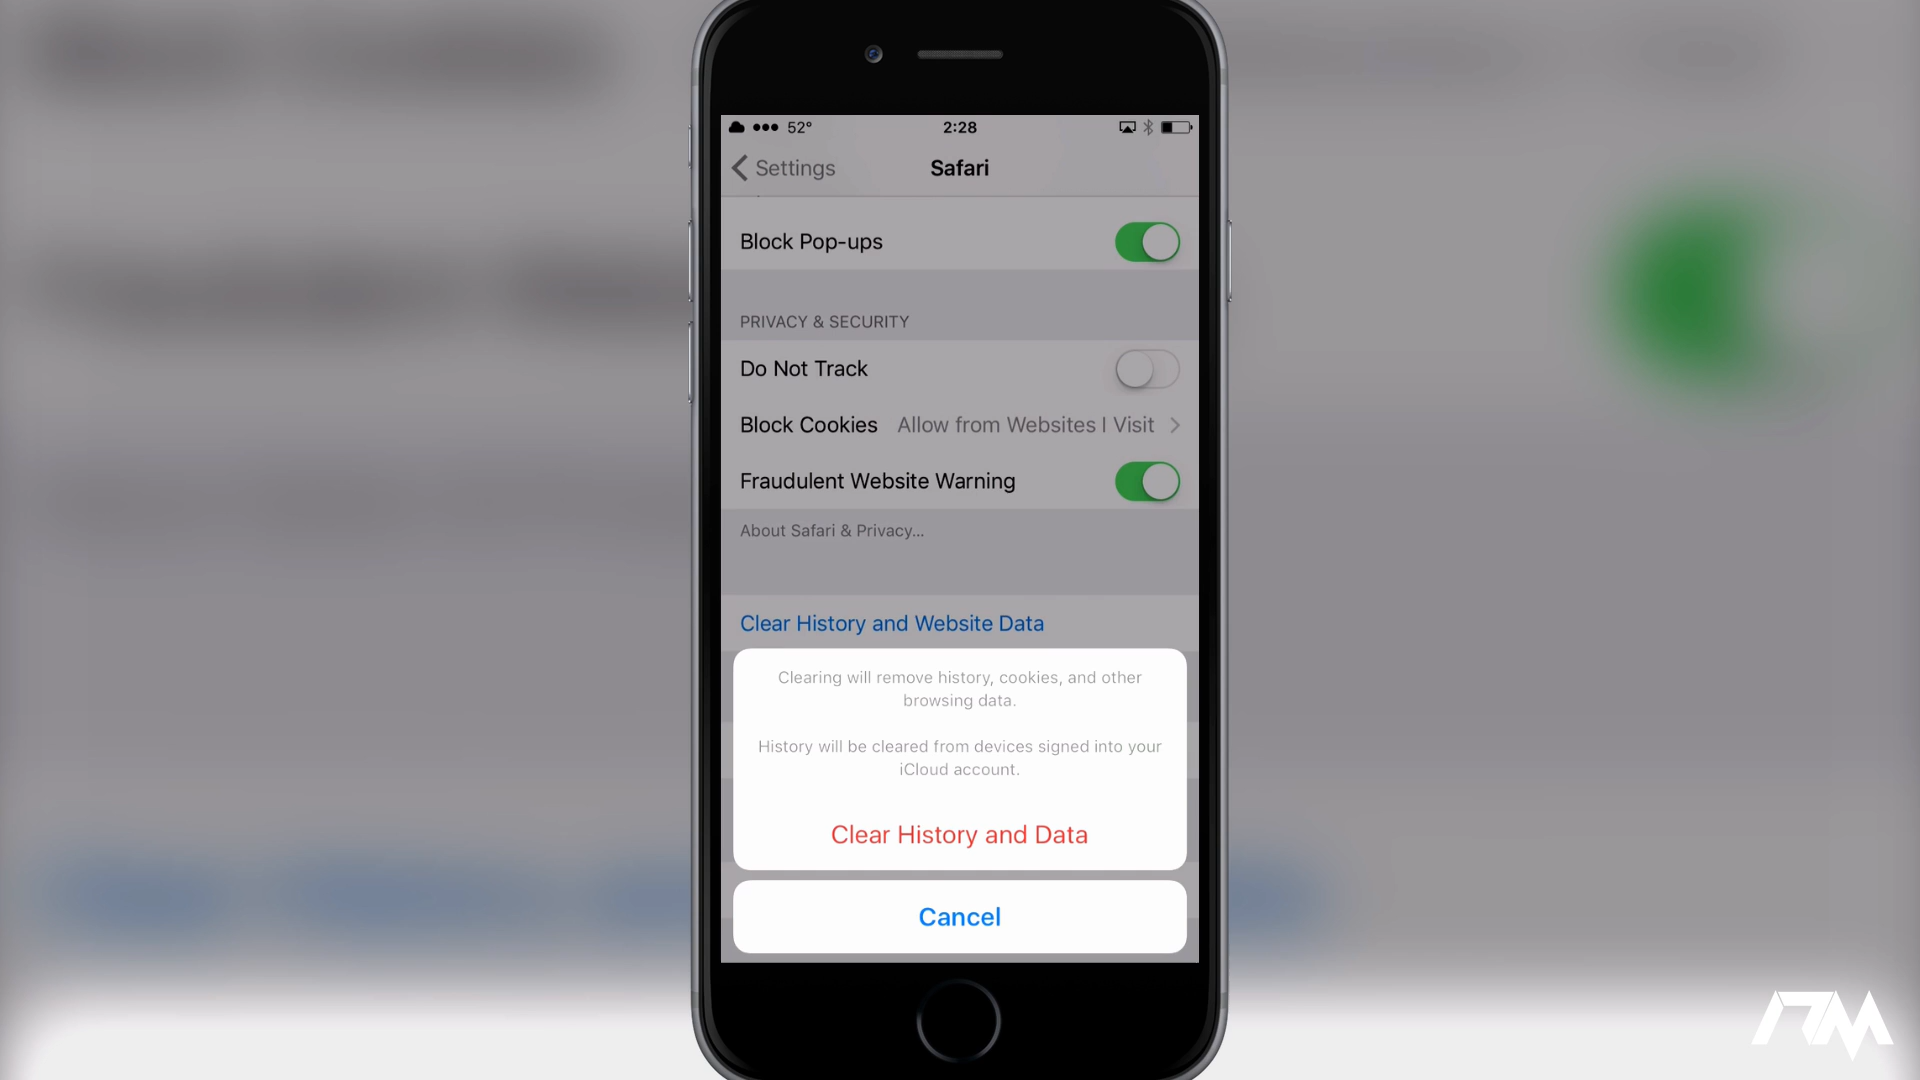 52°
2:28
Settings
Safari
Block Pop-ups
PRIVACY & SECURITY
Do Not Track
Block Cookies Allow from Websites I Visit
Fraudulent Website Warning
About Safari & Privacy...
Clear History and Website Data
Clearing will remove history, cookies, and other
browsing data.
History will be cleared from devices signed into your
iCloud account.
Clear History and Data
Cancel